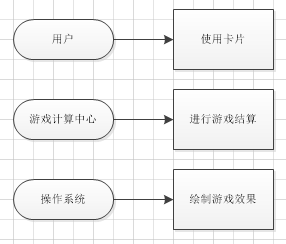 用户
使用卡片
游戏计算中心
进行游戏结算
操作系统
绘制游戏效果